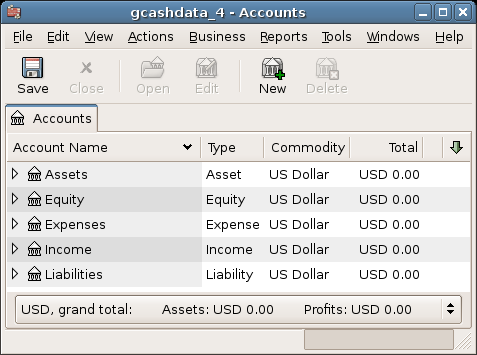 gcashdata_4 - Accounts
File Edit View Actions Business Reports Tools Windows Help
Save Close Open Edit New Delete
Accounts
Account Name Type Commodity Total
Assets Asset US Dollar USD 0.00
Equity Equity US Dollar USD 0.00
Expenses Expense US Dollar USD 0.00
Income Income US Dollar USD 0.00
Liabilities Liability US Dollar USD 0.00
USD, grand total: Assets: USD 0.00 Profits: USD 0.00